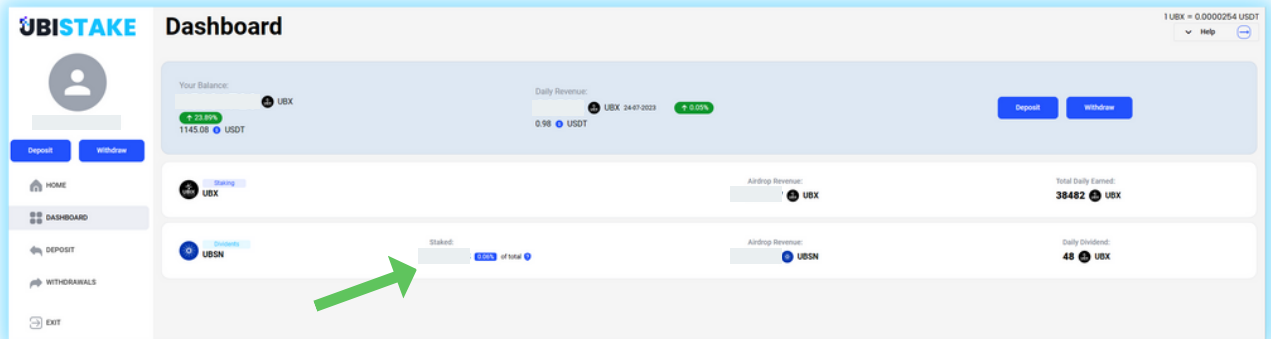 UBISTAKE
Dashboard
1 UBX = 0.0000254 USDT
Help
Your Balance:
UBX
↑ 23.89%
1145.08 USDT
Daily Revenue:
UBX 24-07-2023 ↑ 0.05%
0.98 USDT
Deposit Withdraw
Deposit Withdraw
HOME
DASHBOARD
DEPOSIT
WITHDRAWALS
EXIT
Staking
UBX
Airdrop Revenue:
UBX
Total Daily Earned:
38482 UBX
Dividents
UBSN
Staked:
0.06% of total ?
Airdrop Revenue:
UBSN
Daily Dividend:
48 UBX